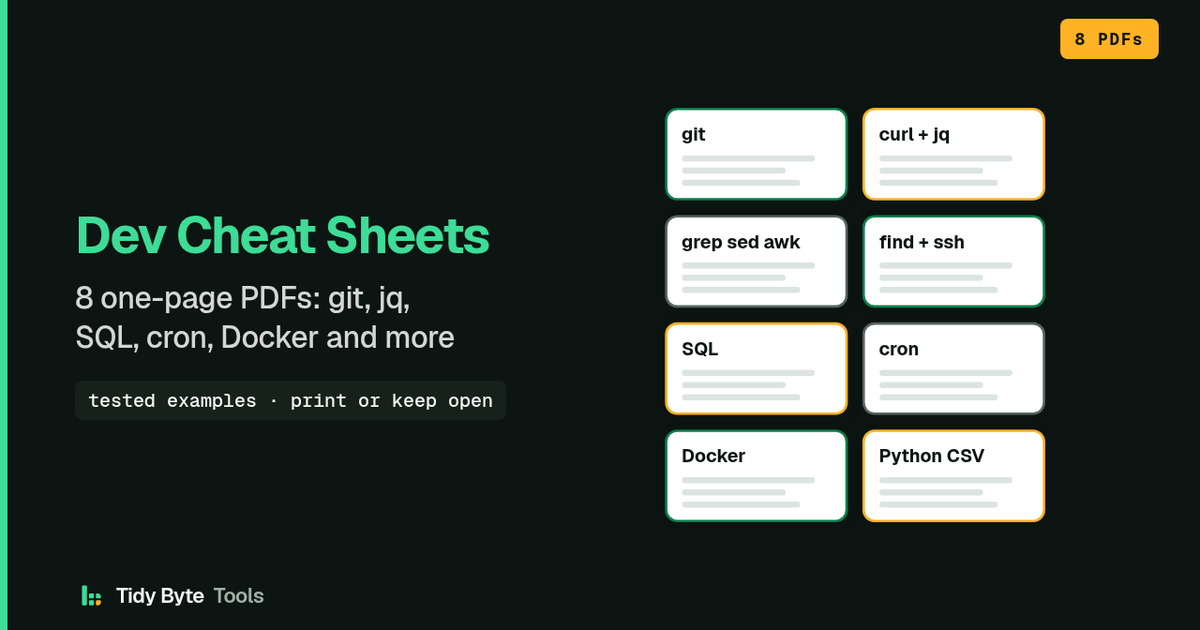 8 PDFs
Dev Cheat Sheets
8 one-page PDFs: git, jq,
SQL, cron, Docker and more
tested examples · print or keep open
git
curl + jq
grep sed awk
find + ssh
SQL
cron
Docker
Python CSV
Tidy Byte Tools